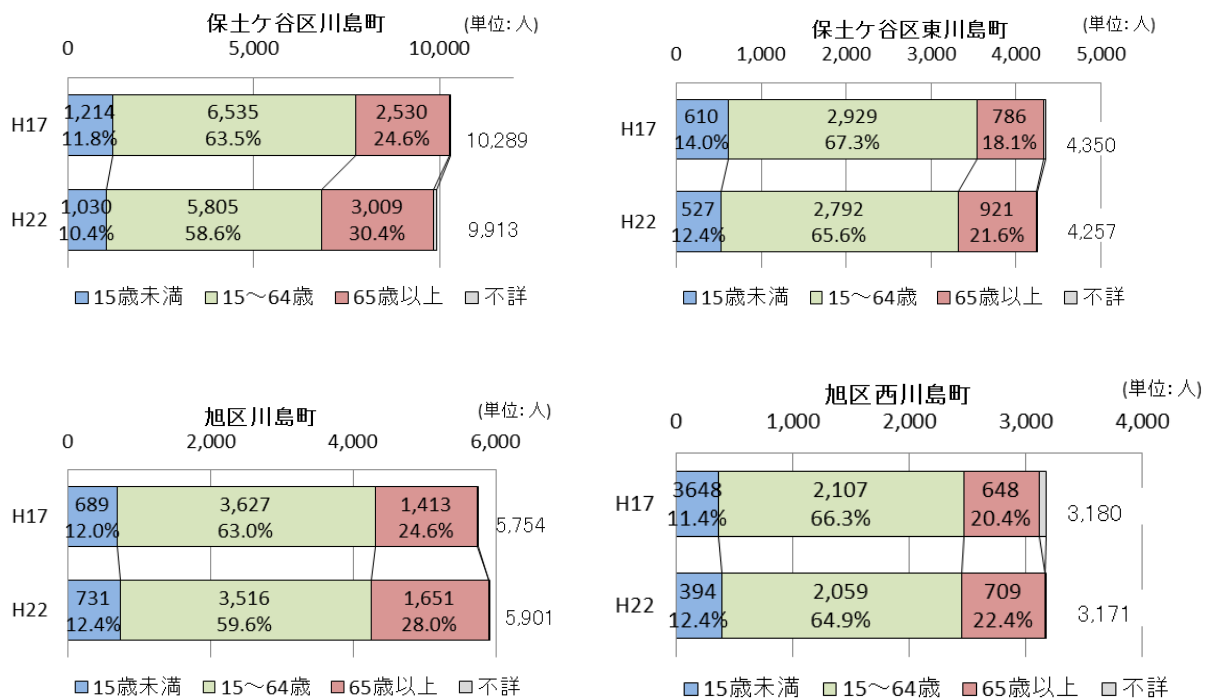 保土ケ谷区川島町 (単位: 人)
0 5,000 10,000
H17 1,214 6,535 2,530 10,289
11.8% 63.5% 24.6%
H22 1,030 5,805 3,009 9,913
10.4% 58.6% 30.4%
15歳未満 15～64歳 65歳以上 不詳
保土ケ谷区東川島町 (単位: 人)
0 1,000 2,000 3,000 4,000 5,000
H17 610 2,929 786 4,350
14.0% 67.3% 18.1%
H22 527 2,792 921 4,257
12.4% 65.6% 21.6%
15歳未満 15～64歳 65歳以上 不詳
旭区川島町 (単位: 人)
0 2,000 4,000 6,000
H17 689 3,627 1,413 5,754
12.0% 63.0% 24.6%
H22 731 3,516 1,651 5,901
12.4% 59.6% 28.0%
15歳未満 15～64歳 65歳以上 不詳
旭区西川島町 (単位: 人)
0 1,000 2,000 3,000 4,000
H17 3648 2,107 648 3,180
11.4% 66.3% 20.4%
H22 394 2,059 709 3,171
12.4% 64.9% 22.4%
15歳未満 15～64歳 65歳以上 不詳